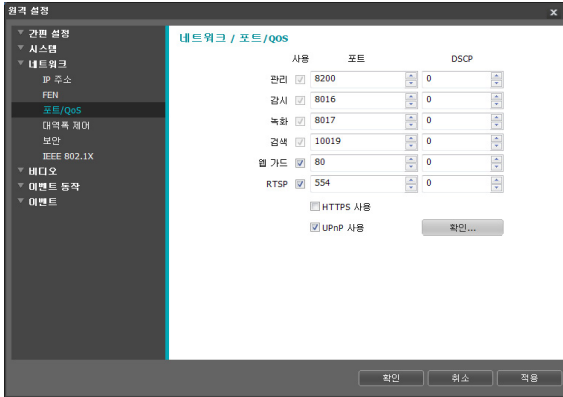 원격 설정
x
간편 설정
시스템
네트워크
IP 주소
FEN
포트/QoS
대역폭 제어
보안
IEEE 802.1X
비디오
이벤트 동작
이벤트
네트워크 / 포트/QoS
사용 포트 DSCP
관리 8200 0
감시 8016 0
녹화 8017 0
검색 10019 0
웹 가드 80 0
RTSP 554 0
HTTPS 사용
UPnP 사용 확인...
확인 취소 적용